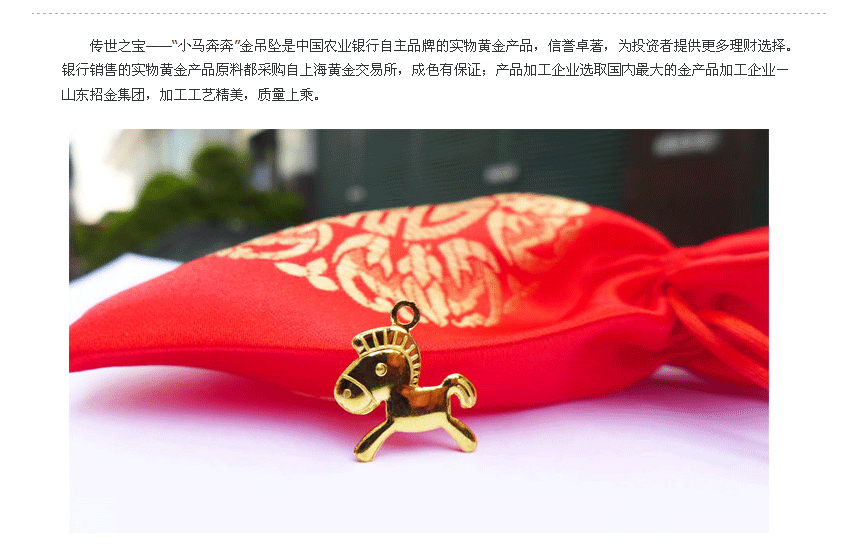 传世之宝——“小马奔奔”金吊坠是中国农业银行自主品牌的实物黄金产品，信誉卓著，为投资者提供更多理财选择。
银行销售的实物黄金产品原料都采购自上海黄金交易所，成色有保证；产品加工企业选取国内最大的金产品加工企业—
山东招金集团，加工工艺精美，质量上乘。